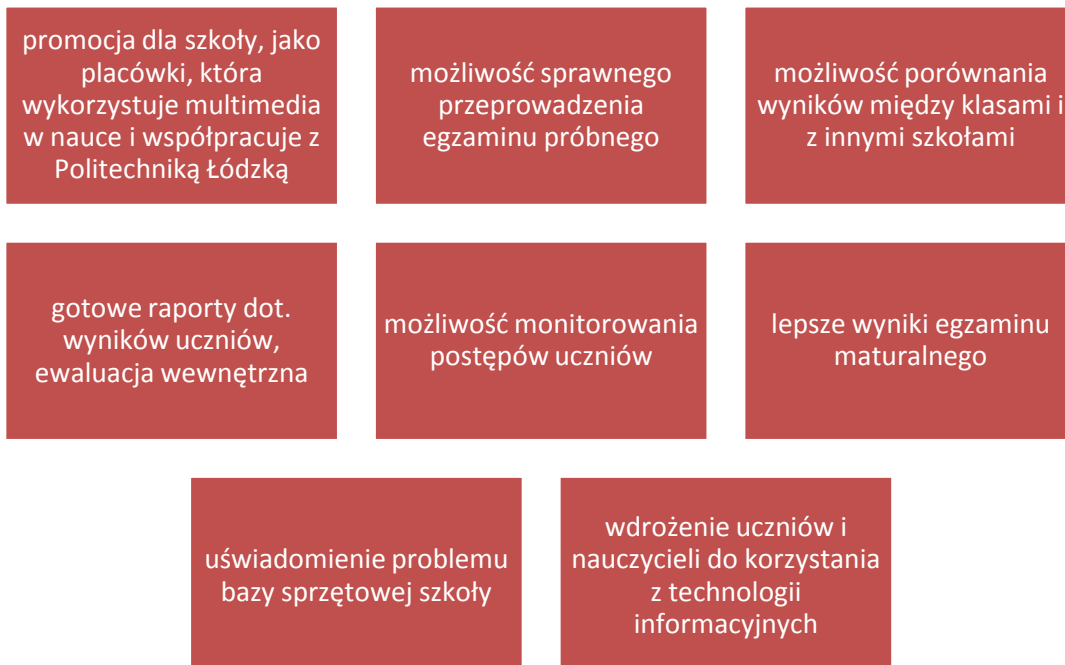 promocja dla szkoły, jako
placówki, która
wykorzystuje multimedia
w nauce i współpracuje z
Politechniką Łódzką
możliwość sprawnego
przeprowadzenia
egzaminu próbnego
możliwość porównania
wyników między klasami i
z innymi szkołami
gotowe raporty dot.
wyników uczniów,
ewaluacja wewnętrzna
możliwość monitorowania
postępów uczniów
lepsze wyniki egzaminu
maturalnego
uświadomienie problemu
bazy sprzętowej szkoły
wdrożenie uczniów i
nauczycieli do korzystania
z technologii
informacyjnych